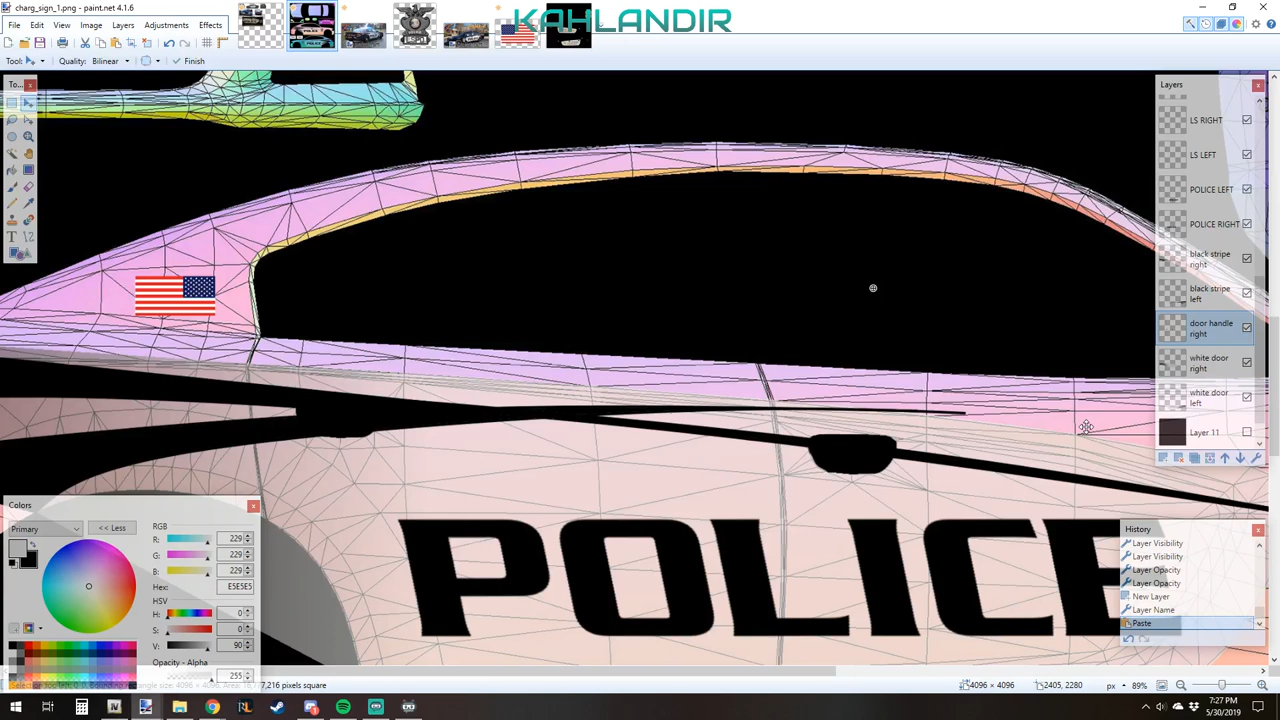 charg_sign_1.png - paint.net 4.1.6
KAHLANDIR
File Edit View Image Layers Adjustments Effects
Tool: Quality: Bilinear Finish
To...
Layers
LS RIGHT
LS LEFT
POLICE LEFT
POLICE RIGHT
black stripe right
black stripe left
door handle right
white door right
white door left
Layer 11
POLICE
Colors
Primary << Less
RGB
R: 229
G: 229
B: 229
Hex: E5E5E5
HSV
H: 0
S: 0
V: 90
Opacity - Alpha
255
History
Layer Visibility
Layer Visibility
Layer Opacity
Layer Opacity
New Layer
Layer Name
Paste
4096 × 4096 2405, 2280 px 89%
7:27 PM
5/30/2019